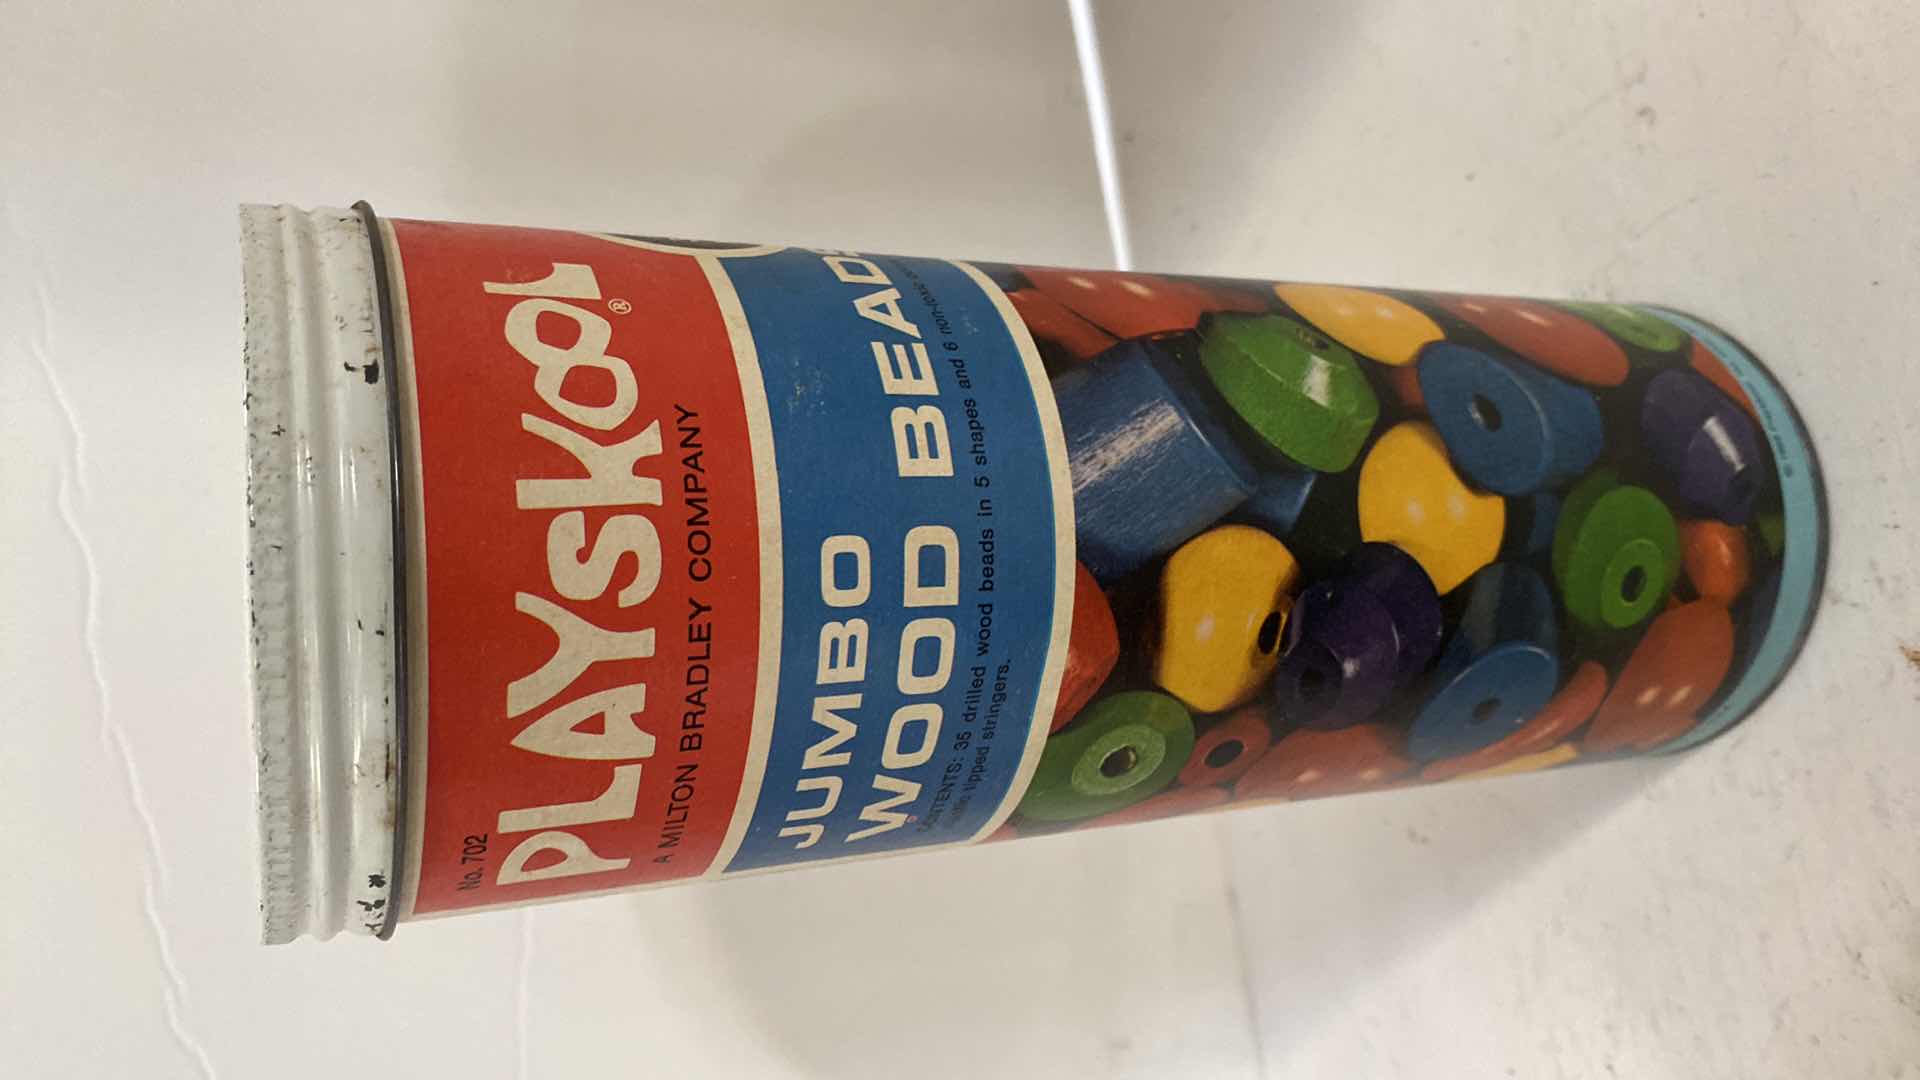 No. 702
PLAYSKOOL®
A MILTON BRADLEY COMPANY
JUMBO
WOOD BEAD
CONTENTS: 35 drilled wood beads in 5 shapes and 6 non-toxic
tipped stringers.